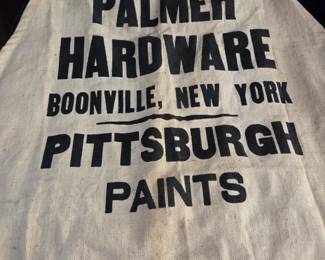 PALMER
HARDWARE
BOONVILLE, NEW YORK
PITTSBURGH
PAINTS